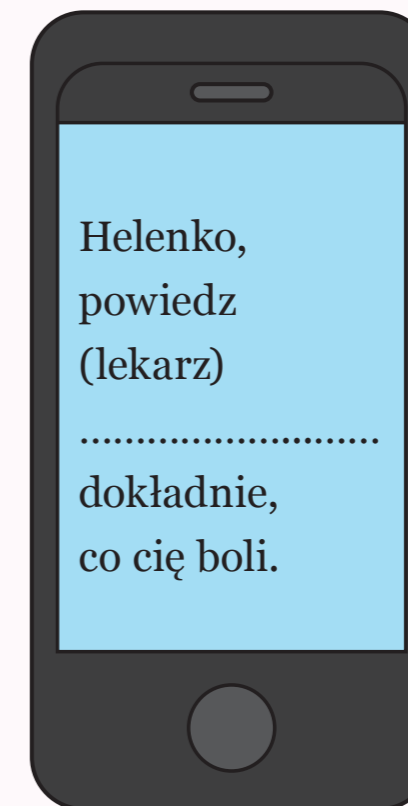 Helenko,
powiedz
(lekarz)
...........................
dokładnie,
co cię boli.